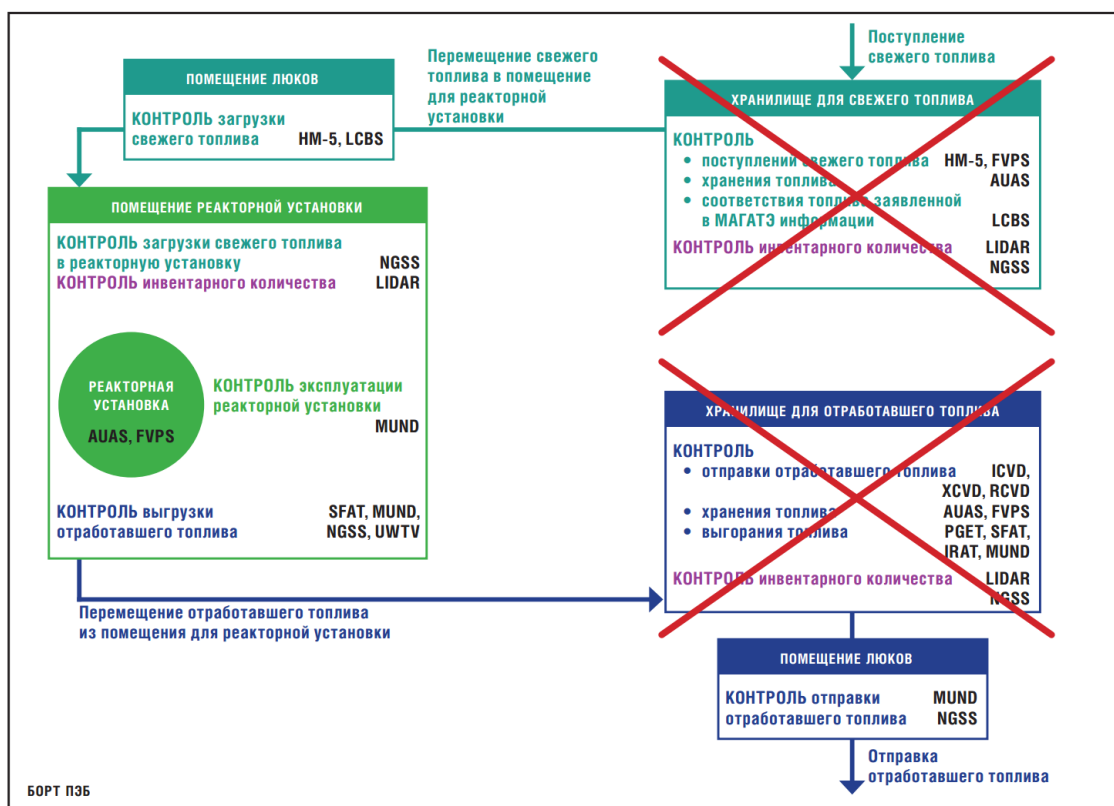 Поступление
свежего топлива
Перемещение свежего
топлива в помещение
для реакторной
установки
ПОМЕЩЕНИЕ ЛЮКОВ
КОНТРОЛЬ загрузки
свежего топлива HM-5, LCBS
ХРАНИЛИЩЕ ДЛЯ СВЕЖЕГО ТОПЛИВА
КОНТРОЛЬ
• поступлений свежего топлива HM-5, FVPS
• хранения топлива AUAS
• соответствия топлива заявленной
в МАГАТЭ информации LCBS
КОНТРОЛЬ инвентарного количества LIDAR
NGSS
ПОМЕЩЕНИЕ РЕАКТОРНОЙ УСТАНОВКИ
КОНТРОЛЬ загрузки свежего топлива
в реакторную установку NGSS
КОНТРОЛЬ инвентарного количества LIDAR
РЕАКТОРНАЯ
УСТАНОВКА
AUAS, FVPS
КОНТРОЛЬ эксплуатации
реакторной установки
MUND
КОНТРОЛЬ выгрузки SFAT, MUND,
отработавшего топлива NGSS, UWTV
Перемещение отработавшего топлива
из помещения для реакторной установки
ХРАНИЛИЩЕ ДЛЯ ОТРАБОТАВШЕГО ТОПЛИВА
КОНТРОЛЬ
• отправки отработавшего топлива ICVD,
XCVD, RCVD
• хранения топлива AUAS, FVPS
• выгорания топлива PGET, SFAT,
IRAT, MUND
КОНТРОЛЬ инвентарного количества LIDAR
NGSS
ПОМЕЩЕНИЕ ЛЮКОВ
КОНТРОЛЬ отправки MUND
отработавшего топлива NGSS
Отправка
отработавшего топлива
БОРТ ПЭБ